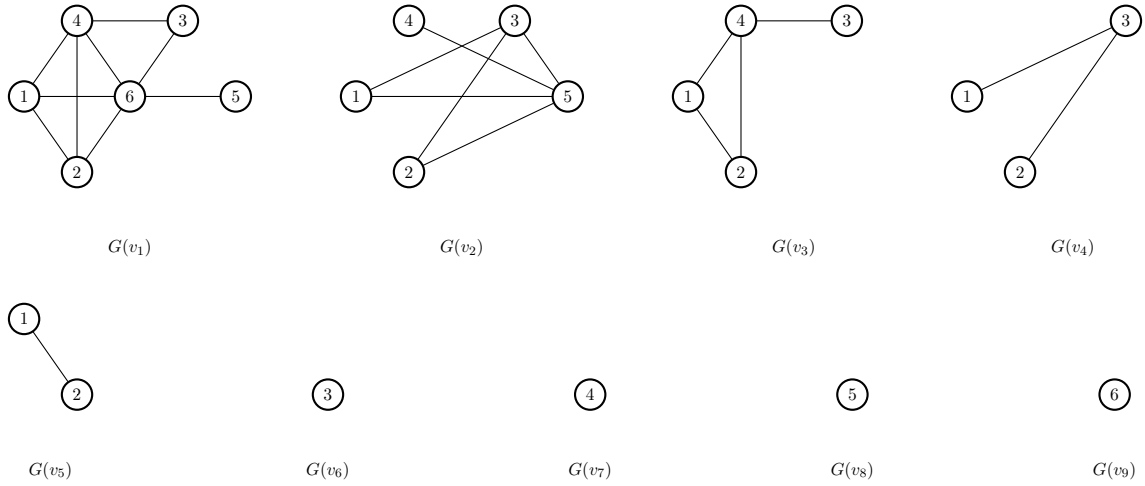 4 3 4 3 4 3 3
1 6 5 1 5 1 1
2 2 2 2
G(v₁) G(v₂) G(v₃) G(v₄)
1
2 3 4 5 6
G(v₅) G(v₆) G(v₇) G(v₈) G(v₉)